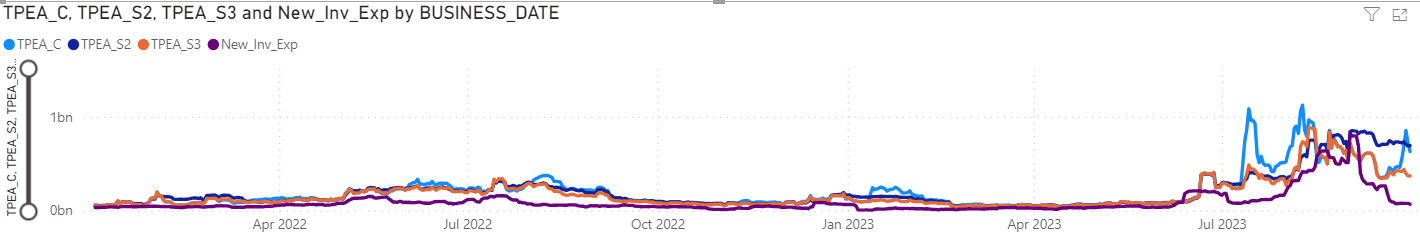 TPEA_C, TPEA_S2, TPEA_S3 and New_Inv_Exp by BUSINESS_DATE
TPEA_C TPEA_S2 TPEA_S3 New_Inv_Exp
TPEA_C, TPEA_S2, TPEA_S3...
1bn
0bn
Apr 2022 Jul 2022 Oct 2022 Jan 2023 Apr 2023 Jul 2023